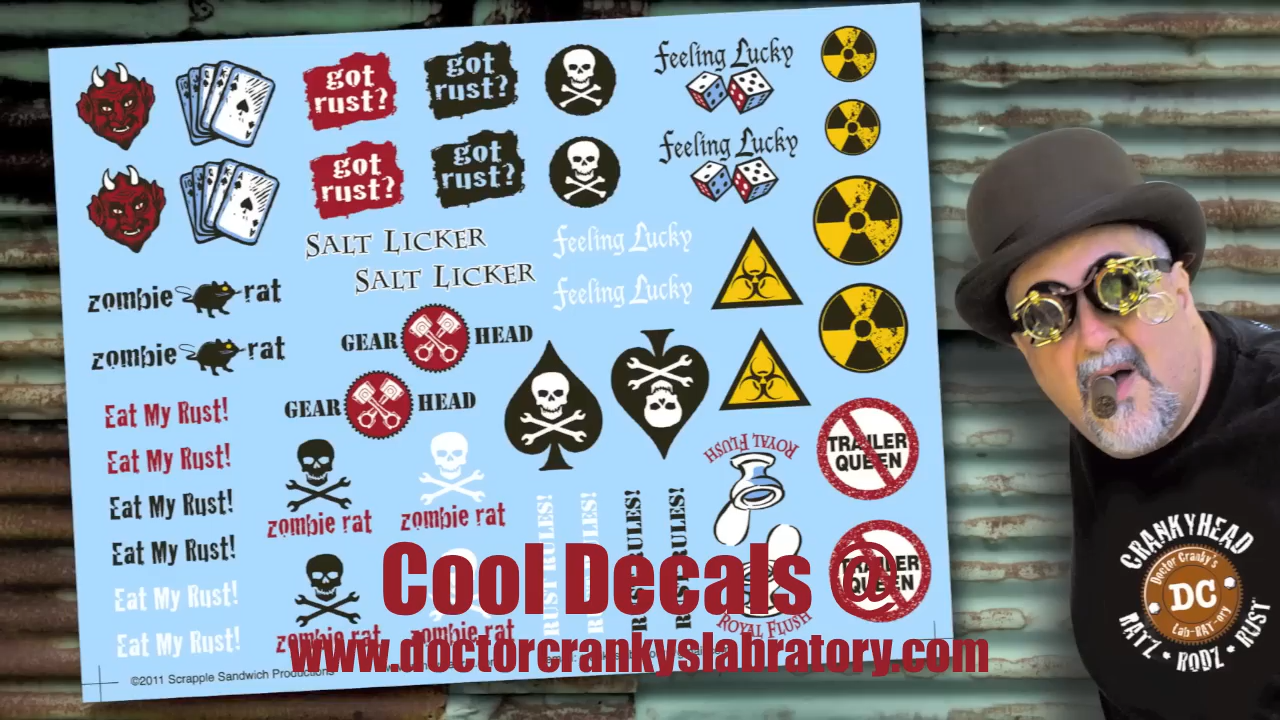 got rust?
got rust?
Feeling Lucky
got rust?
got rust?
Feeling Lucky
SALT LICKER
SALT LICKER
Feeling Lucky
Feeling Lucky
zombie rat
zombie rat
GEAR HEAD
GEAR HEAD
Eat My Rust!
Eat My Rust!
Eat My Rust!
Eat My Rust!
Eat My Rust!
Eat My Rust!
zombie rat
zombie rat
zombie rat
zombie rat
RUST RULES!
RUST RULES!
RUST RULES!
RUST RULES!
ROYAL FLUSH
ROYAL FLUSH
TRAILER QUEEN
TRAILER QUEEN
Cool Decals @
www.doctorcrankyslabratory.com
©2011 Scrapple Sandwich Productions
CRANKYHEAD
Doctor Cranky's
DC
Lab-RAT-ory
RATZ • RODZ • RUST